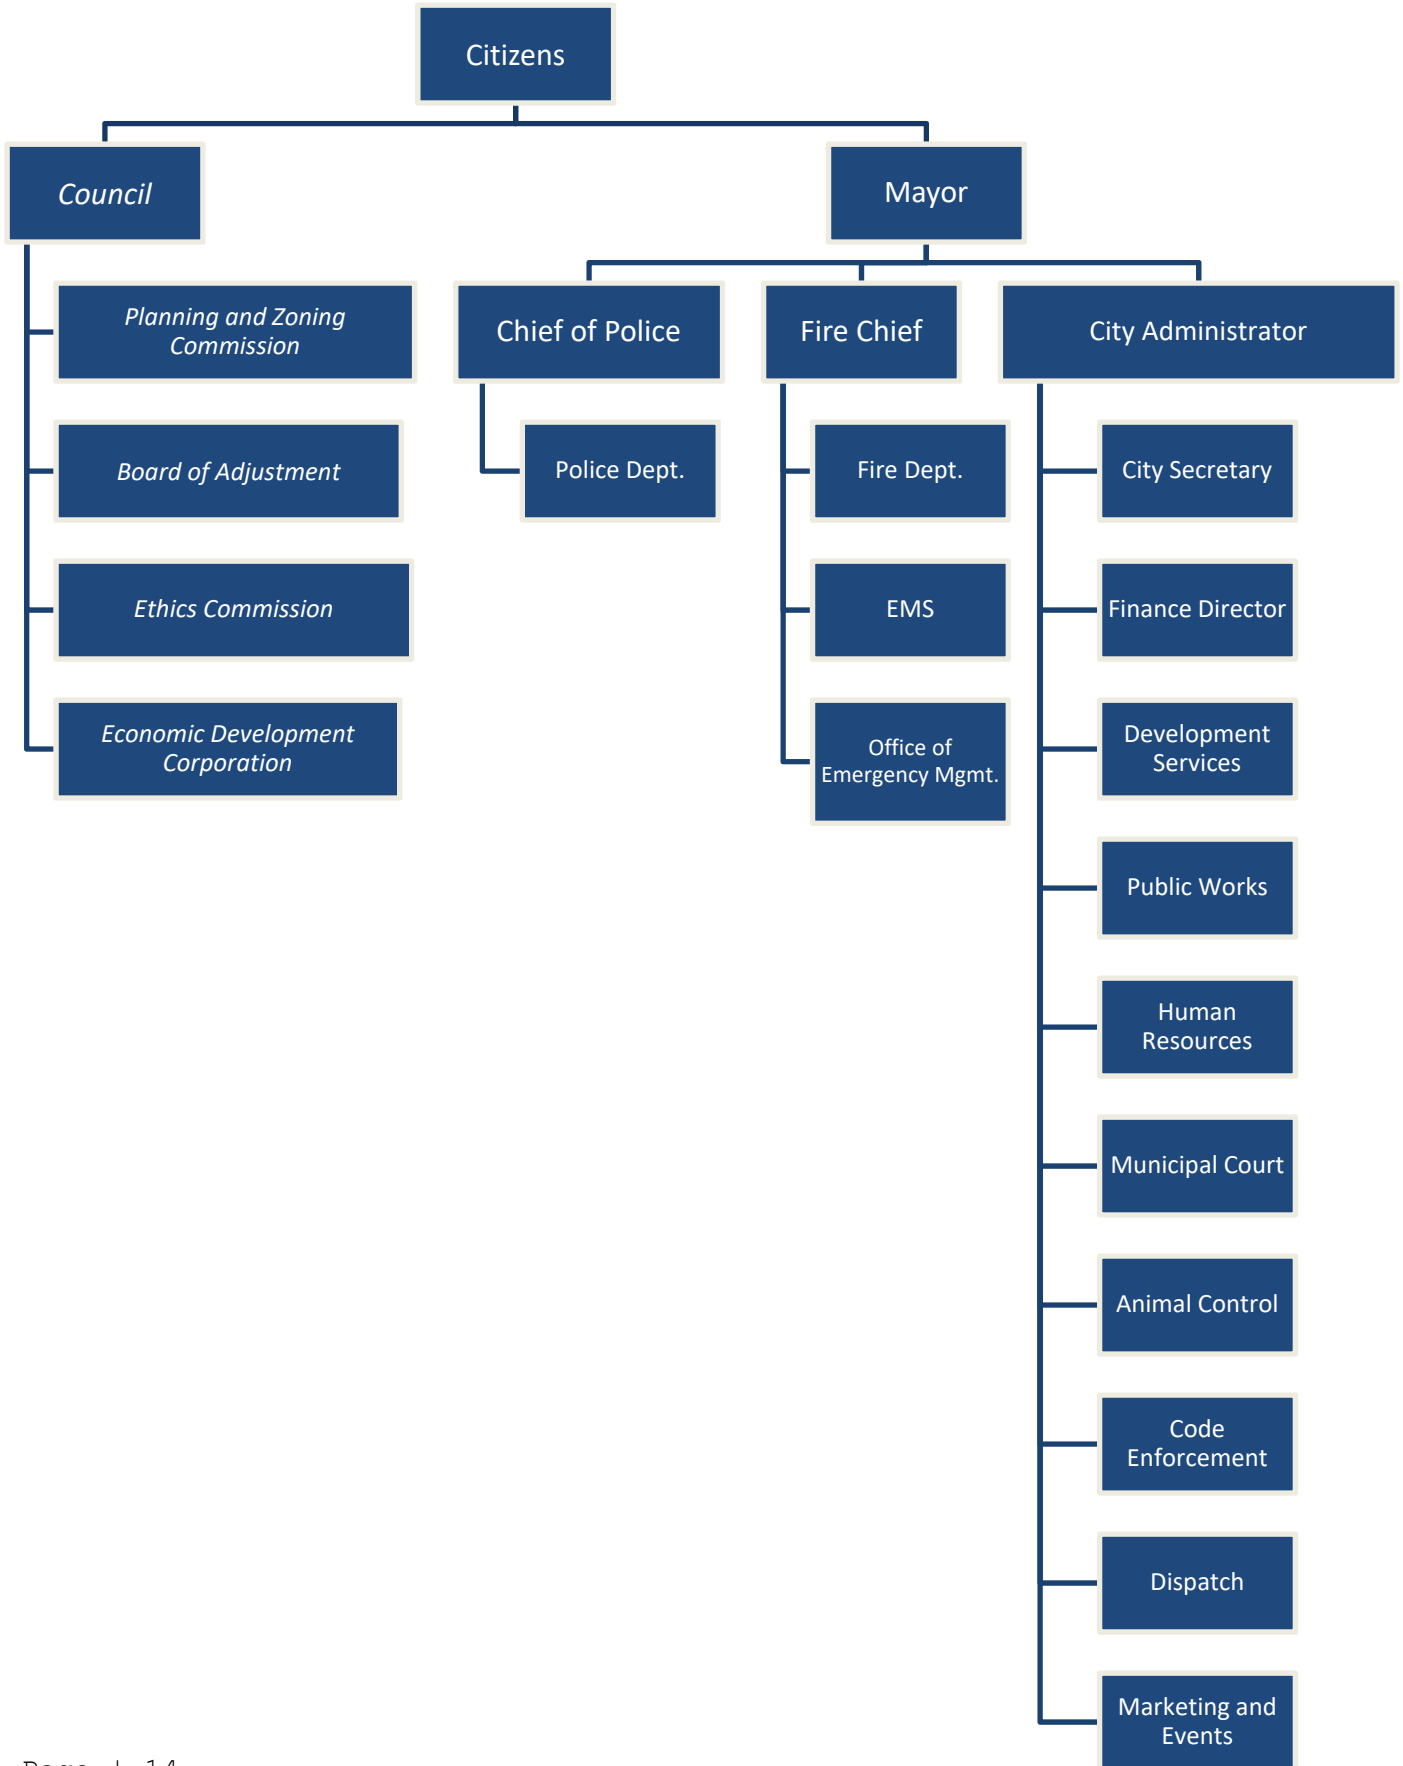 Citizens
Council
Mayor
Planning and Zoning
Commission
Board of Adjustment
Ethics Commission
Economic Development
Corporation
Chief of Police
Police Dept.
Fire Chief
Fire Dept.
EMS
Office of
Emergency Mgmt.
City Administrator
City Secretary
Finance Director
Development
Services
Public Works
Human
Resources
Municipal Court
Animal Control
Code
Enforcement
Dispatch
Marketing and
Events
Page | 14